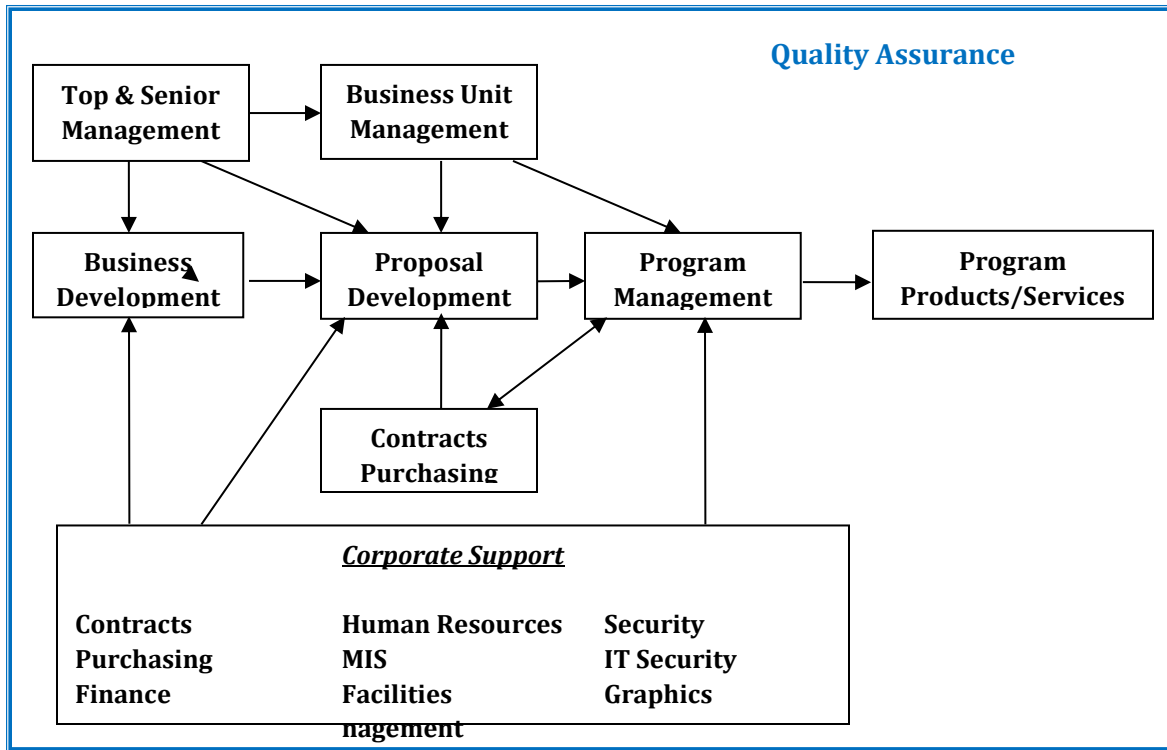 Quality Assurance
Top & Senior
Management
Business Unit
Management
Business
Development
Proposal
Development
Program
Management
Program
Products/Services
Contracts
Purchasing
Corporate Support
Contracts
Human Resources
Security
Purchasing
MIS
IT Security
Finance
Facilities
Graphics
nagement